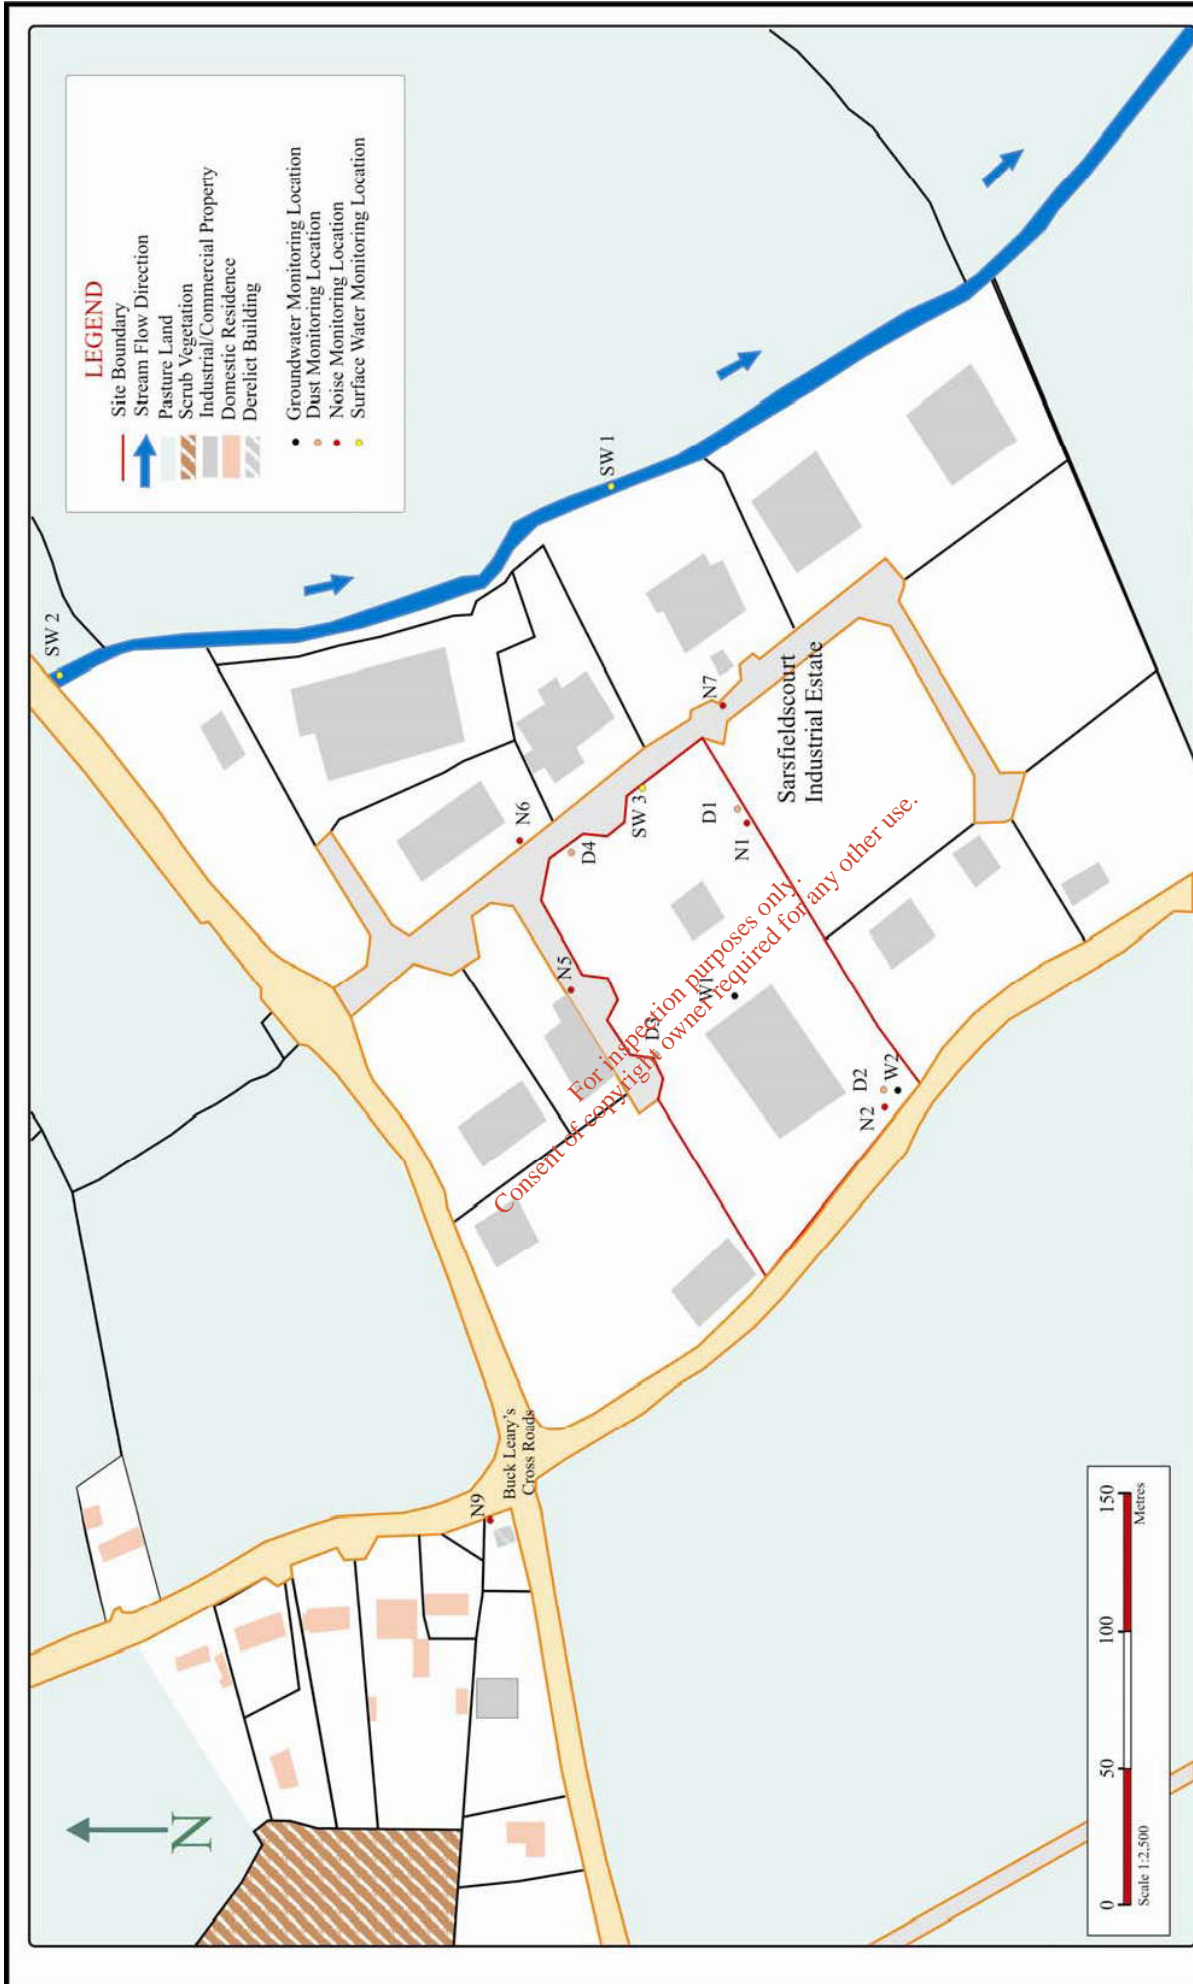 LEGEND
Site Boundary
Stream Flow Direction
Pasture Land
Scrub Vegetation
Industrial/Commercial Property
Domestic Residence
Derelict Building
Groundwater Monitoring Location
Dust Monitoring Location
Noise Monitoring Location
Surface Water Monitoring Location
N
SW 2
SW 1
N6
D4
N5
SW 3
N7
D3
W1
D1
N1
Sarsfieldscourt
Industrial Estate
N9
Buck Leary's
Cross Roads
D2
N2
W2
For inspection purposes only.
Consent of copyright owner required for any other use.
0
50
100
150
Scale 1:2,500
Metres